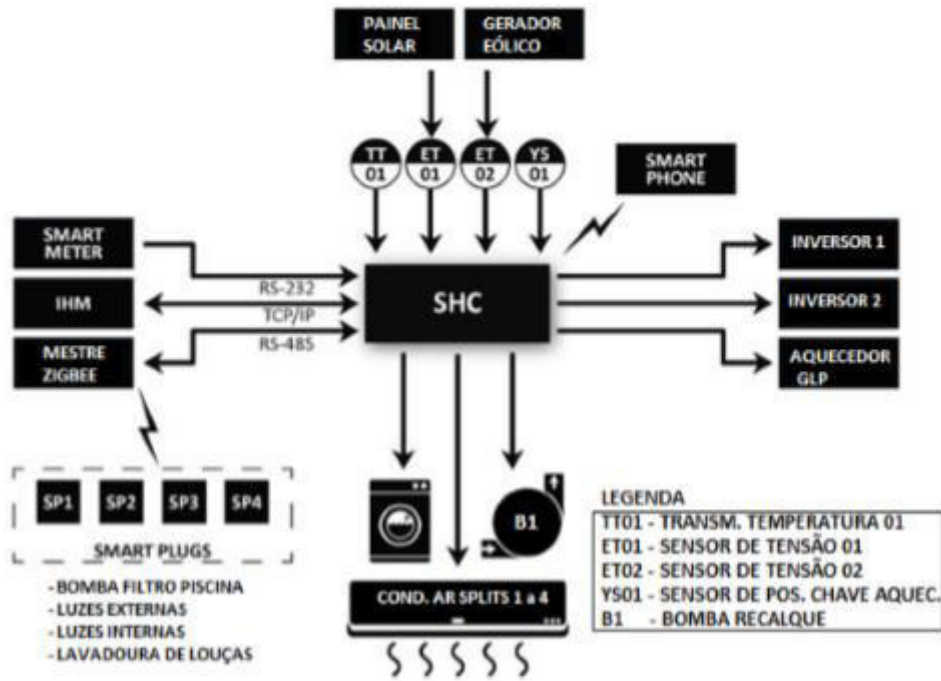 PAINEL
SOLAR
GERADOR
EÓLICO
TT
01
ET
01
ET
02
YS
01
SMART
PHONE
SMART
METER
IHM
MESTRE
ZIGBEE
RS-232
TCP/IP
RS-485
SHC
INVERSOR 1
INVERSOR 2
AQUECEDOR
GLP
SP1 SP2 SP3 SP4
SMART PLUGS
- BOMBA FILTRO PISCINA
- LUZES EXTERNAS
- LUZES INTERNAS
- LAVADOURA DE LOUÇAS
B1
COND. AR SPLITS 1 a 4
LEGENDA
TT01 - TRANSM. TEMPERATURA 01
ET01 - SENSOR DE TENSÃO 01
ET02 - SENSOR DE TENSÃO 02
YS01 - SENSOR DE POS. CHAVE AQUEC.
B1 - BOMBA RECALQUE